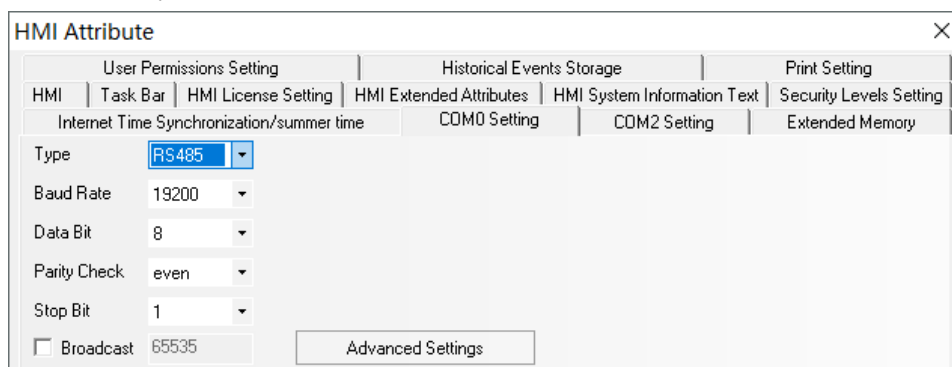 HMI Attribute
User Permissions Setting Historical Events Storage Print Setting
HMI Task Bar HMI License Setting HMI Extended Attributes HMI System Information Text Security Levels Setting
Internet Time Synchronization/summer time COM0 Setting COM2 Setting Extended Memory
Type RS485
Baud Rate 19200
Data Bit 8
Parity Check even
Stop Bit 1
Broadcast 65535 Advanced Settings